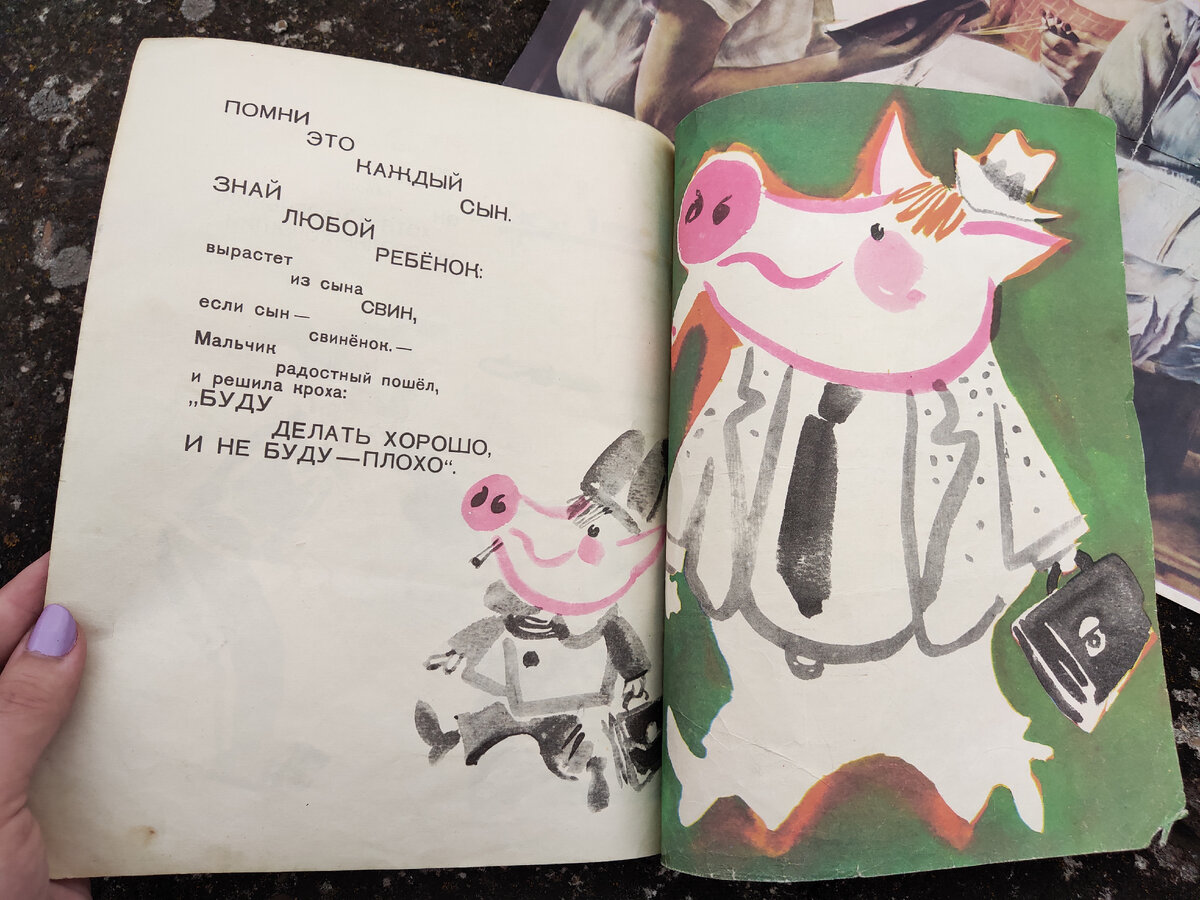 ПОМНИ
ЭТО
КАЖДЫЙ
СЫН.
ЗНАЙ
ЛЮБОЙ
РЕБЁНОК:
вырастет
из сына
СВИН,
если сын —
свинёнок. —
Мальчик
радостный пошёл,
и решила кроха:
„БУДУ
ДЕЛАТЬ ХОРОШО,
И НЕ БУДУ — ПЛОХО“.